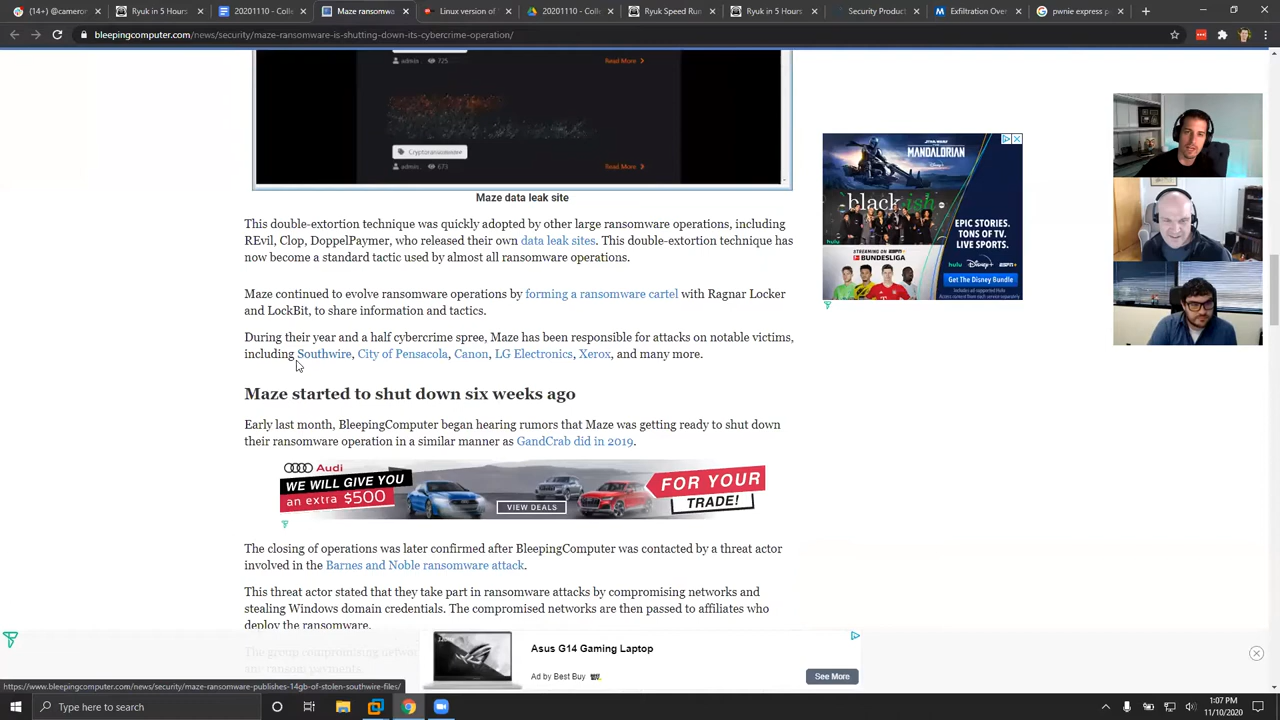 (14+) @cameror
Rick and
20201110 - Coll
Maze Ransomw
Linux version of
20201110 - Colle
Ryuk Speed Run
Ryuk in 5 Hours
Security Product
Exfiltration Over
pwnie express p
bleepingcomputer.com/news/security/maze-ransomware-is-shutting-down-its-cybercrime-operation/
admin 725 Read More
admin 673 Read More
Maze data leak site
This double-extortion technique was quickly adopted by other large ransomware operations, including
REvil, Clop, DoppelPaymer, who released their own data leak sites. This double-extortion technique has
now become a standard tactic used by almost all ransomware operations.
Maze continued to evolve ransomware operations by forming a ransomware cartel with Ragnar Locker
and LockBit, to share information and tactics.
During their year and a half cybercrime spree, Maze has been responsible for attacks on notable victims,
including Southwire, City of Pensacola, Canon, LG Electronics, Xerox, and many more.
Maze started to shut down six weeks ago
Early last month, BleepingComputer began hearing rumors that Maze was getting ready to shut down
their ransomware operation in a similar manner as GandCrab did in 2019.
Audi
WE WILL GIVE YOU
an extra $500
VIEW DEALS
FOR YOUR
TRADE!
The closing of operations was later confirmed after BleepingComputer was contacted by a threat actor
involved in the Barnes and Noble ransomware attack.
This threat actor stated that they take part in ransomware attacks by compromising networks and
stealing Windows domain credentials. The compromised networks are then passed to affiliates who
deploy the ransomware.
The group compromising netwo
any ransom payments.
Asus G14 Gaming Laptop
Ad by Best Buy
See More
STAR WARS
MANDALORIAN
black-ish
hulu
STREAMING ON ESPN+
BUNDESLIGA
EPIC STORIES.
TONS OF TV.
LIVE SPORTS.
hulu Disney+ ESPN+
Get The Disney Bundle
https://www.bleepingcomputer.com/news/security/maze-ransomware-publishes-14gb-of-stolen-southwire-files/
Type here to search
1:07 PM
11/10/2020